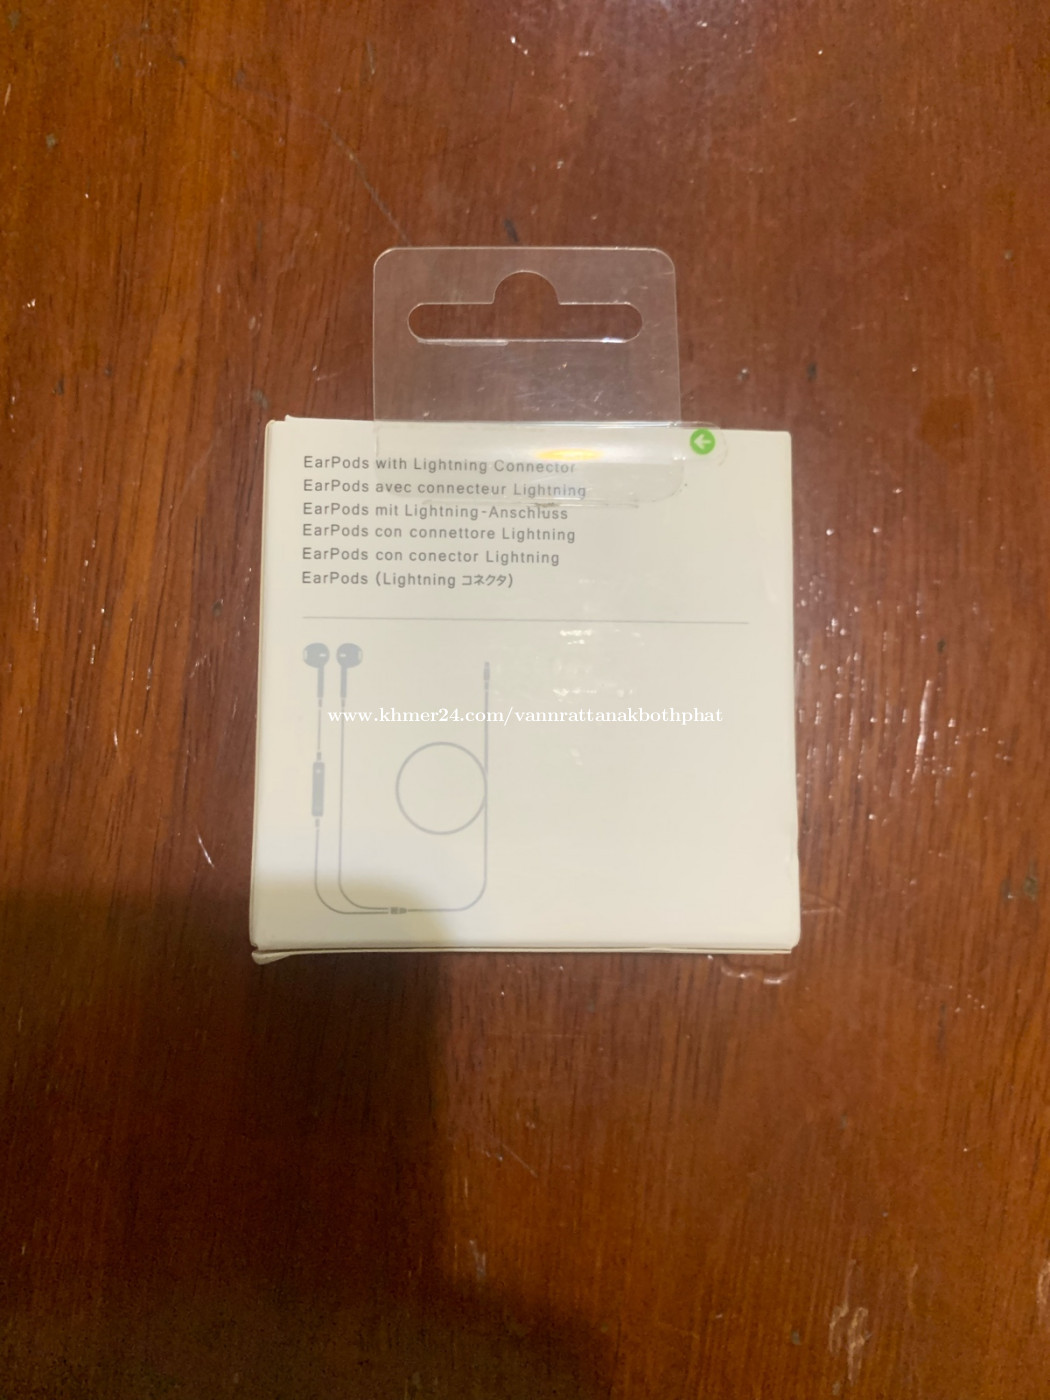 EarPods with Lightning Connector
EarPods avec connecteur Lightning
EarPods mit Lightning-Anschluss
EarPods con connettore Lightning
EarPods con conector Lightning
EarPods (Lightning コネクタ)
www.khmer24.com/vannrattanakbothphat